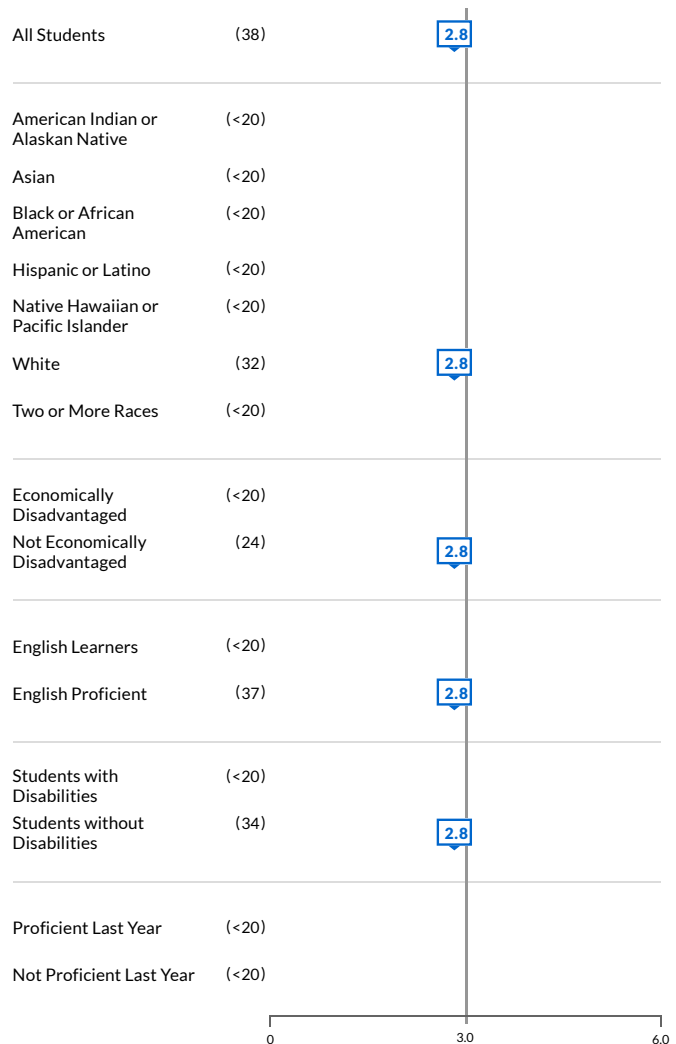 All Students (38) 2.8
American Indian or (<20)
Alaskan Native
Asian (<20)
Black or African (<20)
American
Hispanic or Latino (<20)
Native Hawaiian or (<20)
Pacific Islander
White (32) 2.8
Two or More Races (<20)
Economically (<20)
Disadvantaged
Not Economically (24) 2.8
Disadvantaged
English Learners (<20)
English Proficient (37) 2.8
Students with (<20)
Disabilities
Students without (34) 2.8
Disabilities
Proficient Last Year (<20)
Not Proficient Last Year (<20)
0 3.0 6.0